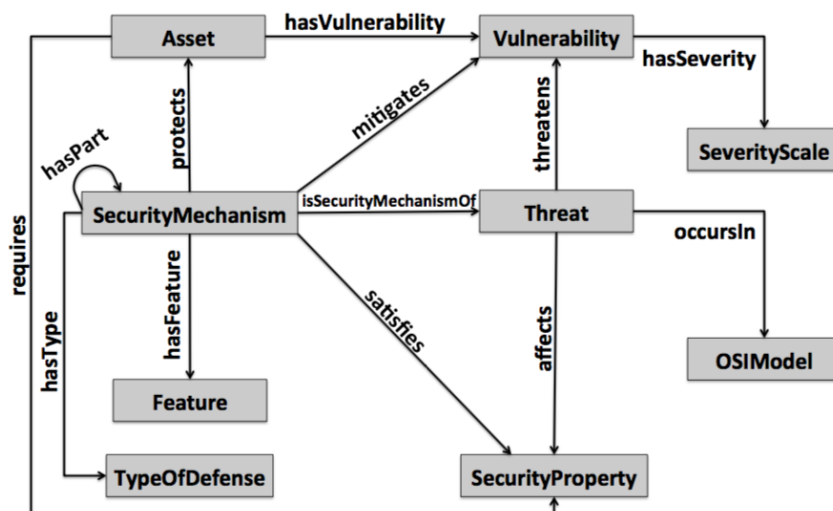 hasVulnerability
Asset
Vulnerability
hasSeverity
mitigates
protects
threatens
SeverityScale
hasPart
SecurityMechanism
isSecurityMechanismOf
Threat
occursIn
requires
hasType
hasFeature
satisfies
affects
OSIModel
Feature
TypeOfDefense
SecurityProperty